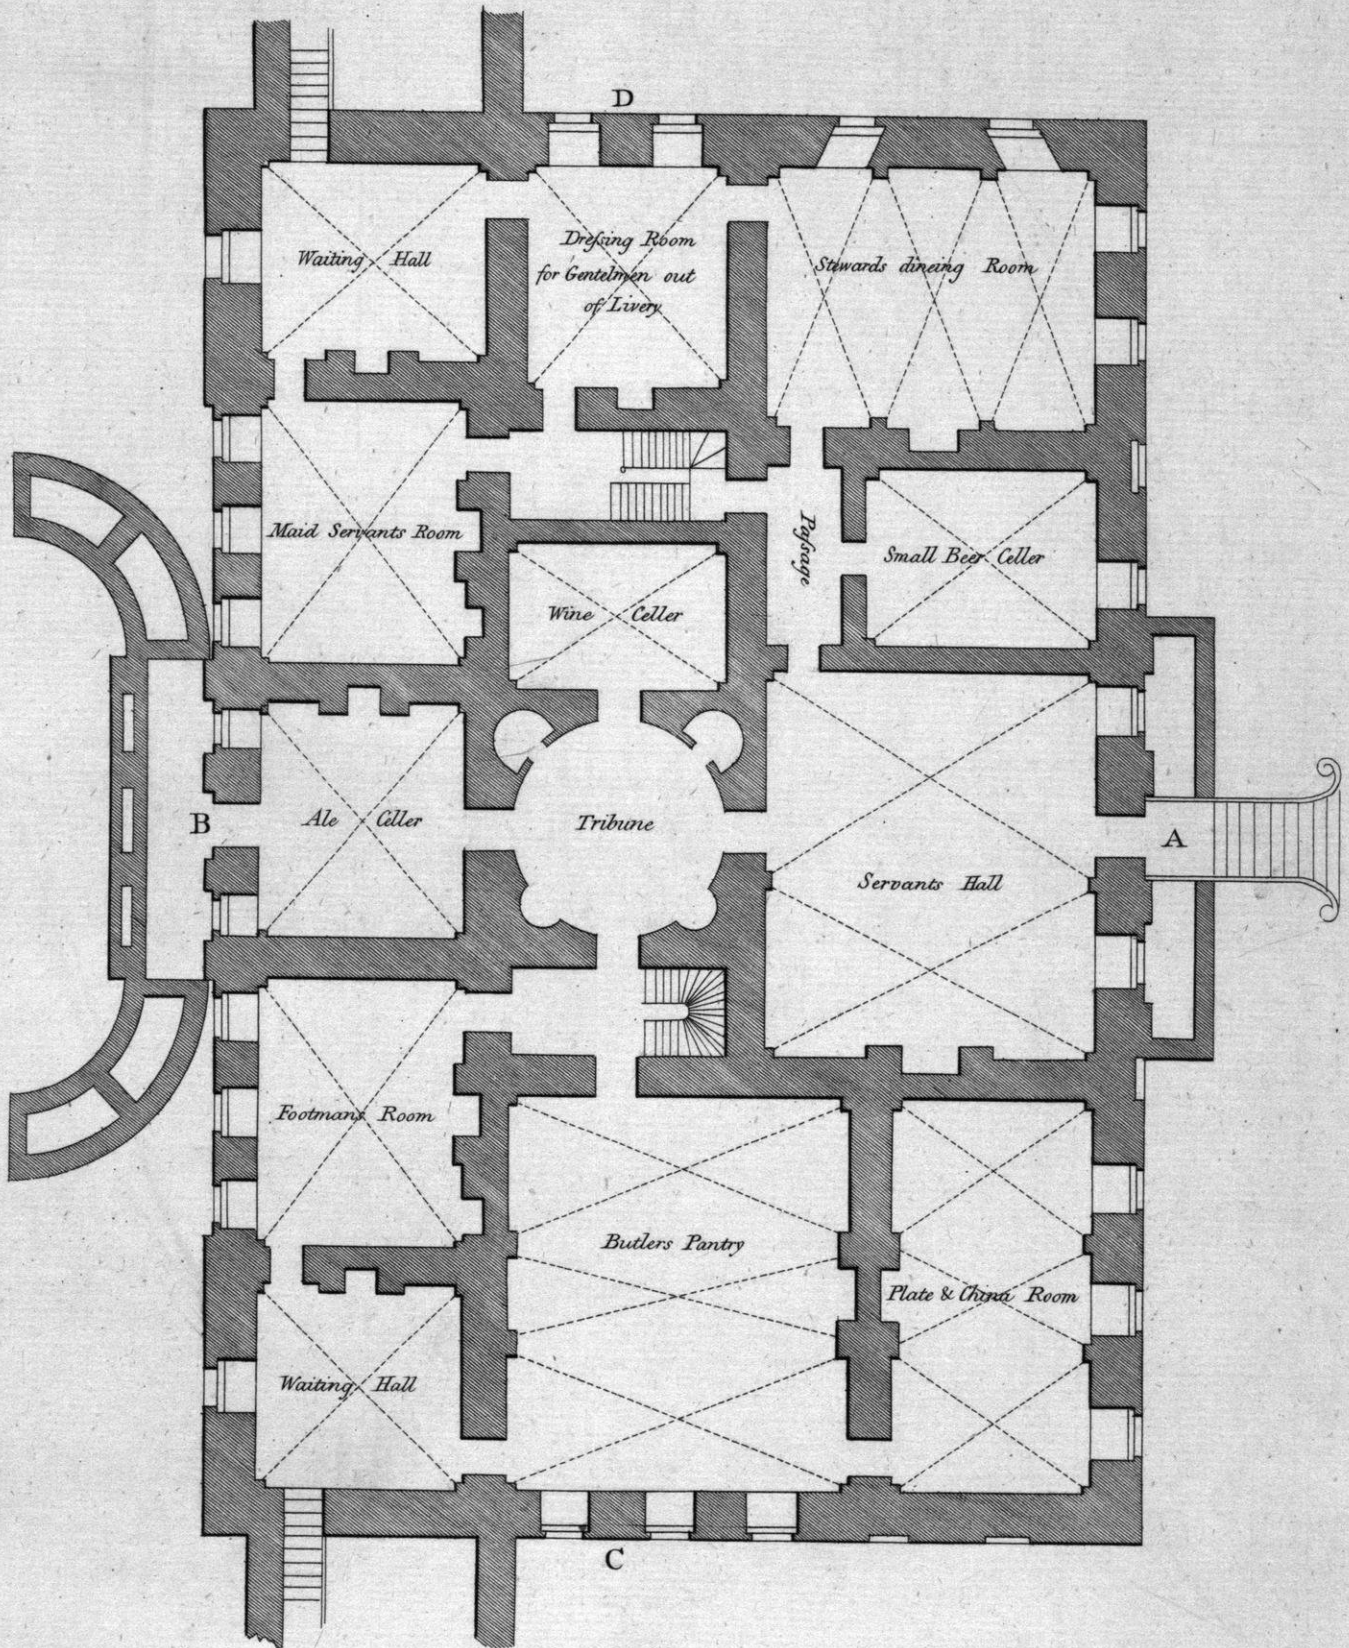 D
Waiting Hall
Dreſsing Room
for Gentelmen out
of Livery
Stewards dineing Room
Maid Servants Room
Paſsage
Small Beer Celler
Wine Celler
B
Ale Celler
Tribune
A
Servants Hall
Footmans Room
Butlers Pantry
Plate & China Room
Waiting Hall
C